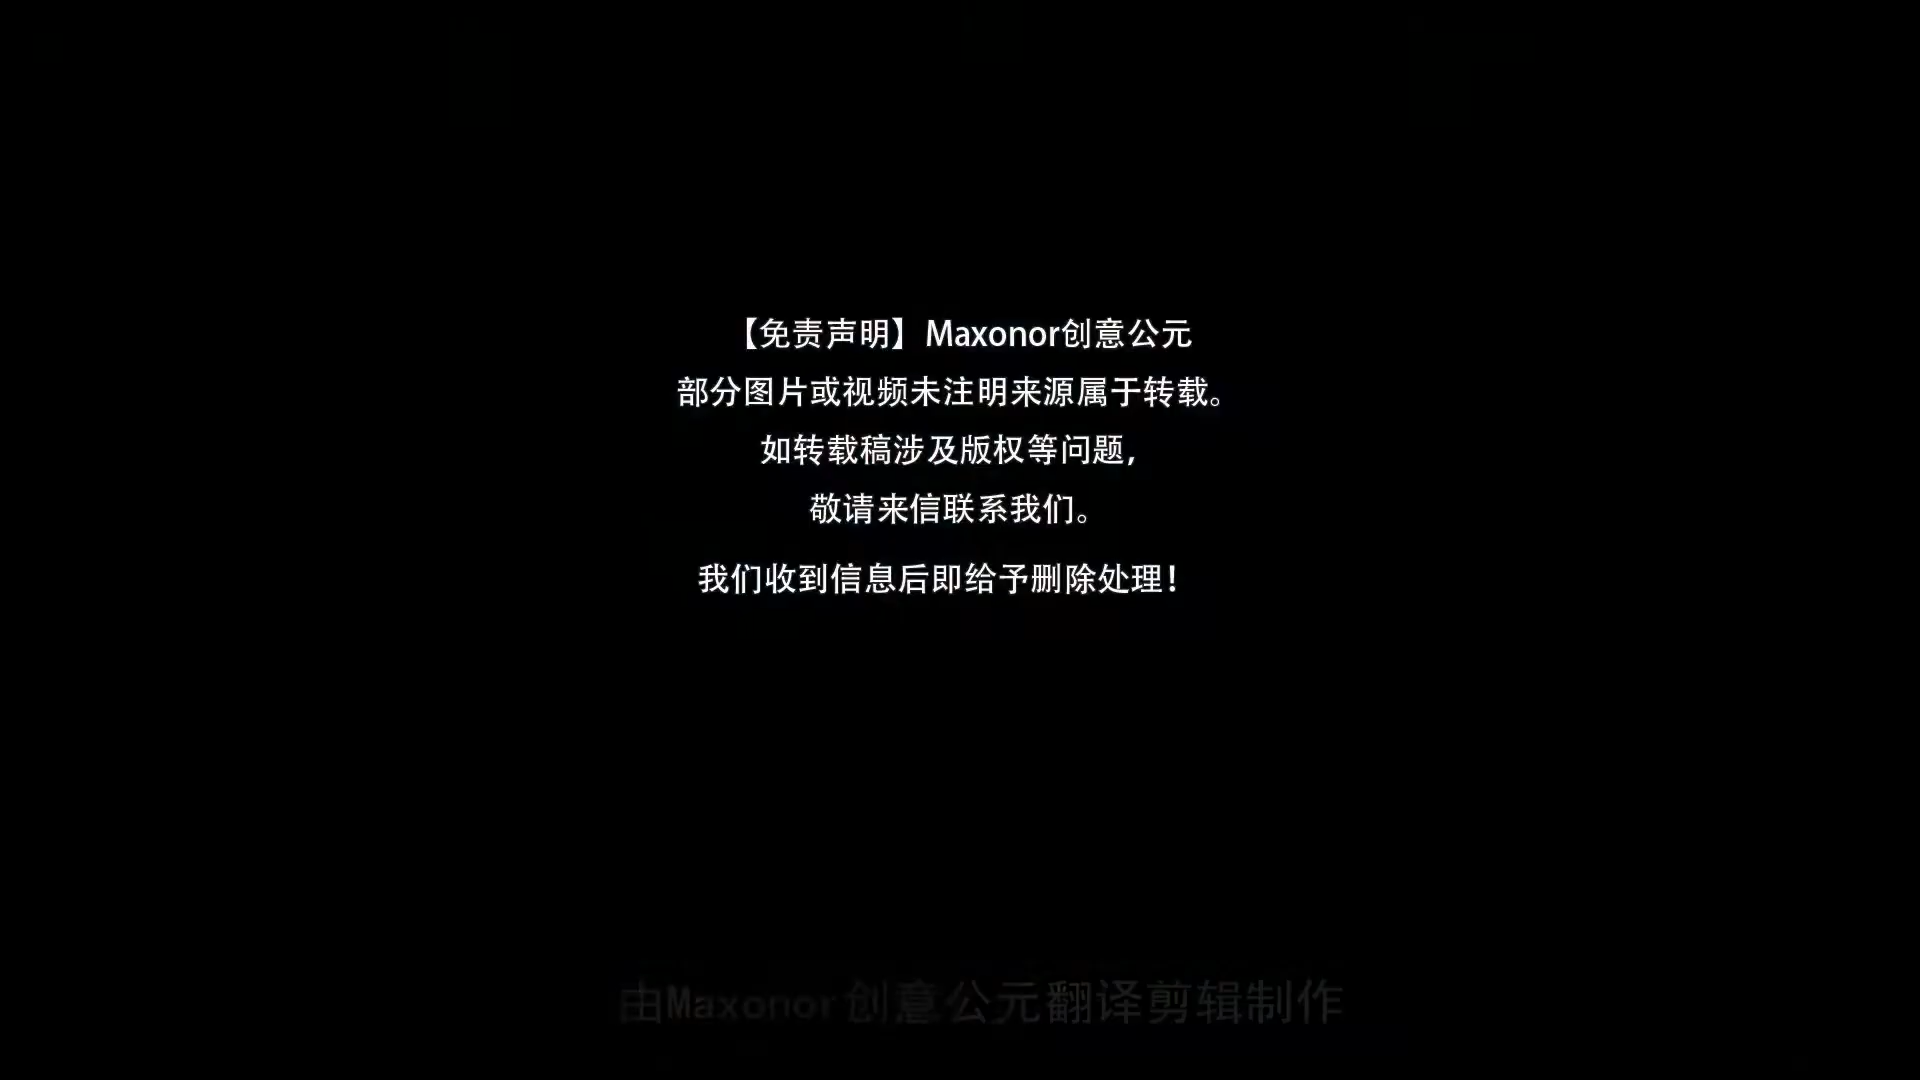 【免责声明】Maxonor创意公元
部分图片或视频未注明来源属于转载。
如转载稿涉及版权等问题，
敬请来信联系我们。
我们收到信息后即给予删除处理！
由Maxonor创意公元翻译剪辑制作